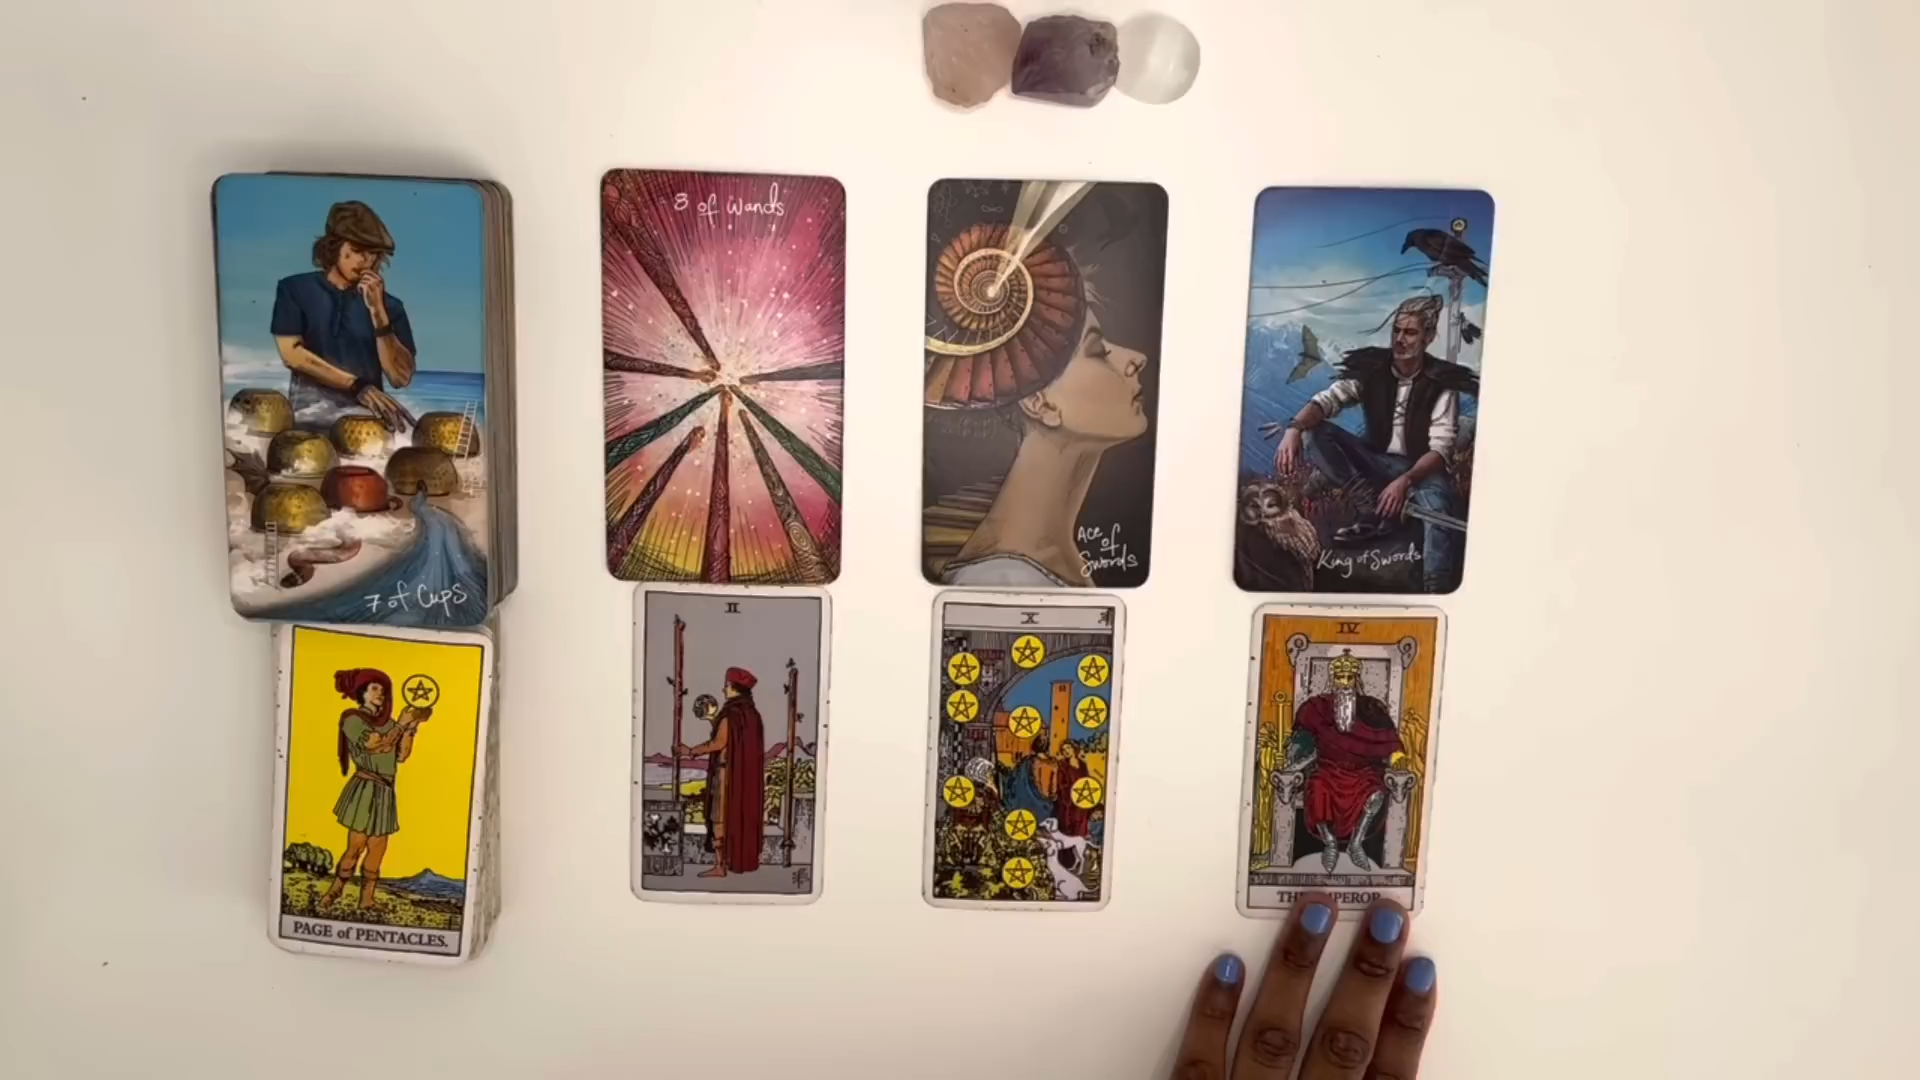 8 of Wands
7 of Cups
Ace
of
Swords
King of Swords
PAGE of PENTACLES.
II
X
IV